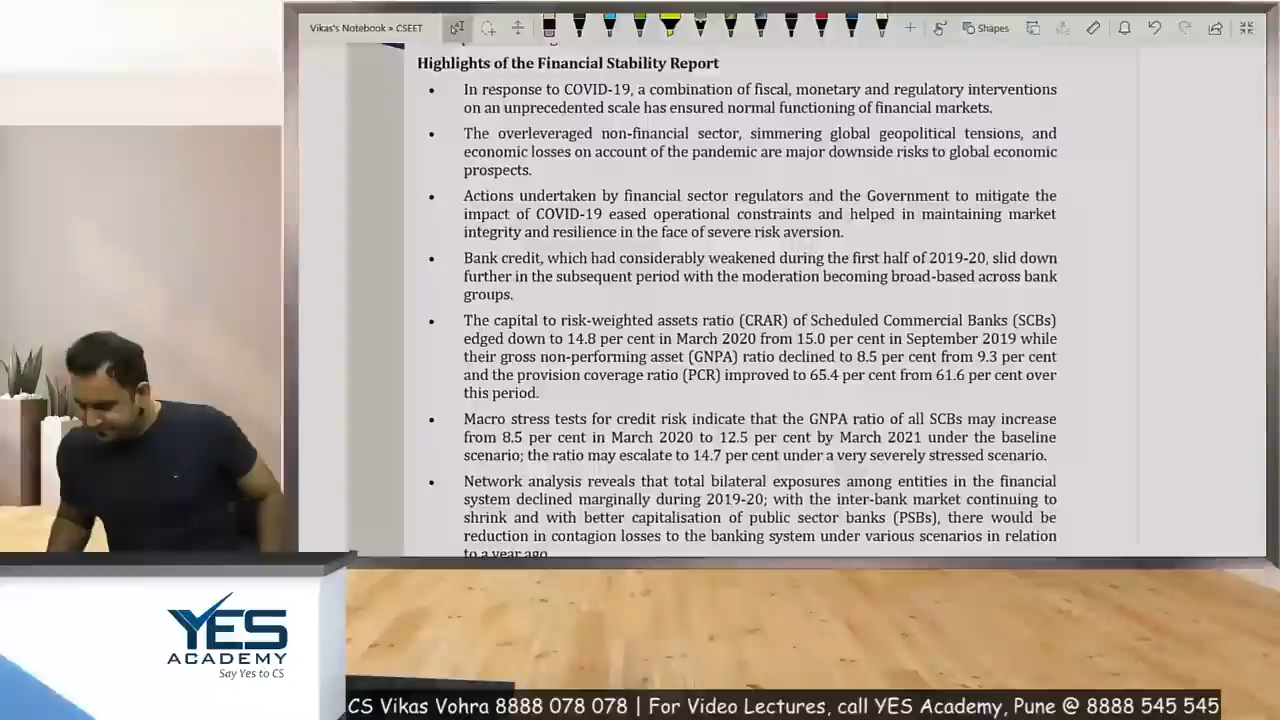 Vikas's Notebook » CSEET
Shapes
Highlights of the Financial Stability Report
• In response to COVID-19, a combination of fiscal, monetary and regulatory interventions
on an unprecedented scale has ensured normal functioning of financial markets.
• The overleveraged non-financial sector, simmering global geopolitical tensions, and
economic losses on account of the pandemic are major downside risks to global economic
prospects.
• Actions undertaken by financial sector regulators and the Government to mitigate the
impact of COVID-19 eased operational constraints and helped in maintaining market
integrity and resilience in the face of severe risk aversion.
• Bank credit, which had considerably weakened during the first half of 2019-20, slid down
further in the subsequent period with the moderation becoming broad-based across bank
groups.
• The capital to risk-weighted assets ratio (CRAR) of Scheduled Commercial Banks (SCBs)
edged down to 14.8 per cent in March 2020 from 15.0 per cent in September 2019 while
their gross non-performing asset (GNPA) ratio declined to 8.5 per cent from 9.3 per cent
and the provision coverage ratio (PCR) improved to 65.4 per cent from 61.6 per cent over
this period.
• Macro stress tests for credit risk indicate that the GNPA ratio of all SCBs may increase
from 8.5 per cent in March 2020 to 12.5 per cent by March 2021 under the baseline
scenario; the ratio may escalate to 14.7 per cent under a very severely stressed scenario.
• Network analysis reveals that total bilateral exposures among entities in the financial
system declined marginally during 2019-20; with the inter-bank market continuing to
shrink and with better capitalisation of public sector banks (PSBs), there would be
reduction in contagion losses to the banking system under various scenarios in relation
to a year ago
YES
ACADEMY
Say Yes to CS
CS Vikas Vohra 8888 078 078 | For Video Lectures, call YES Academy, Pune @ 8888 545 545